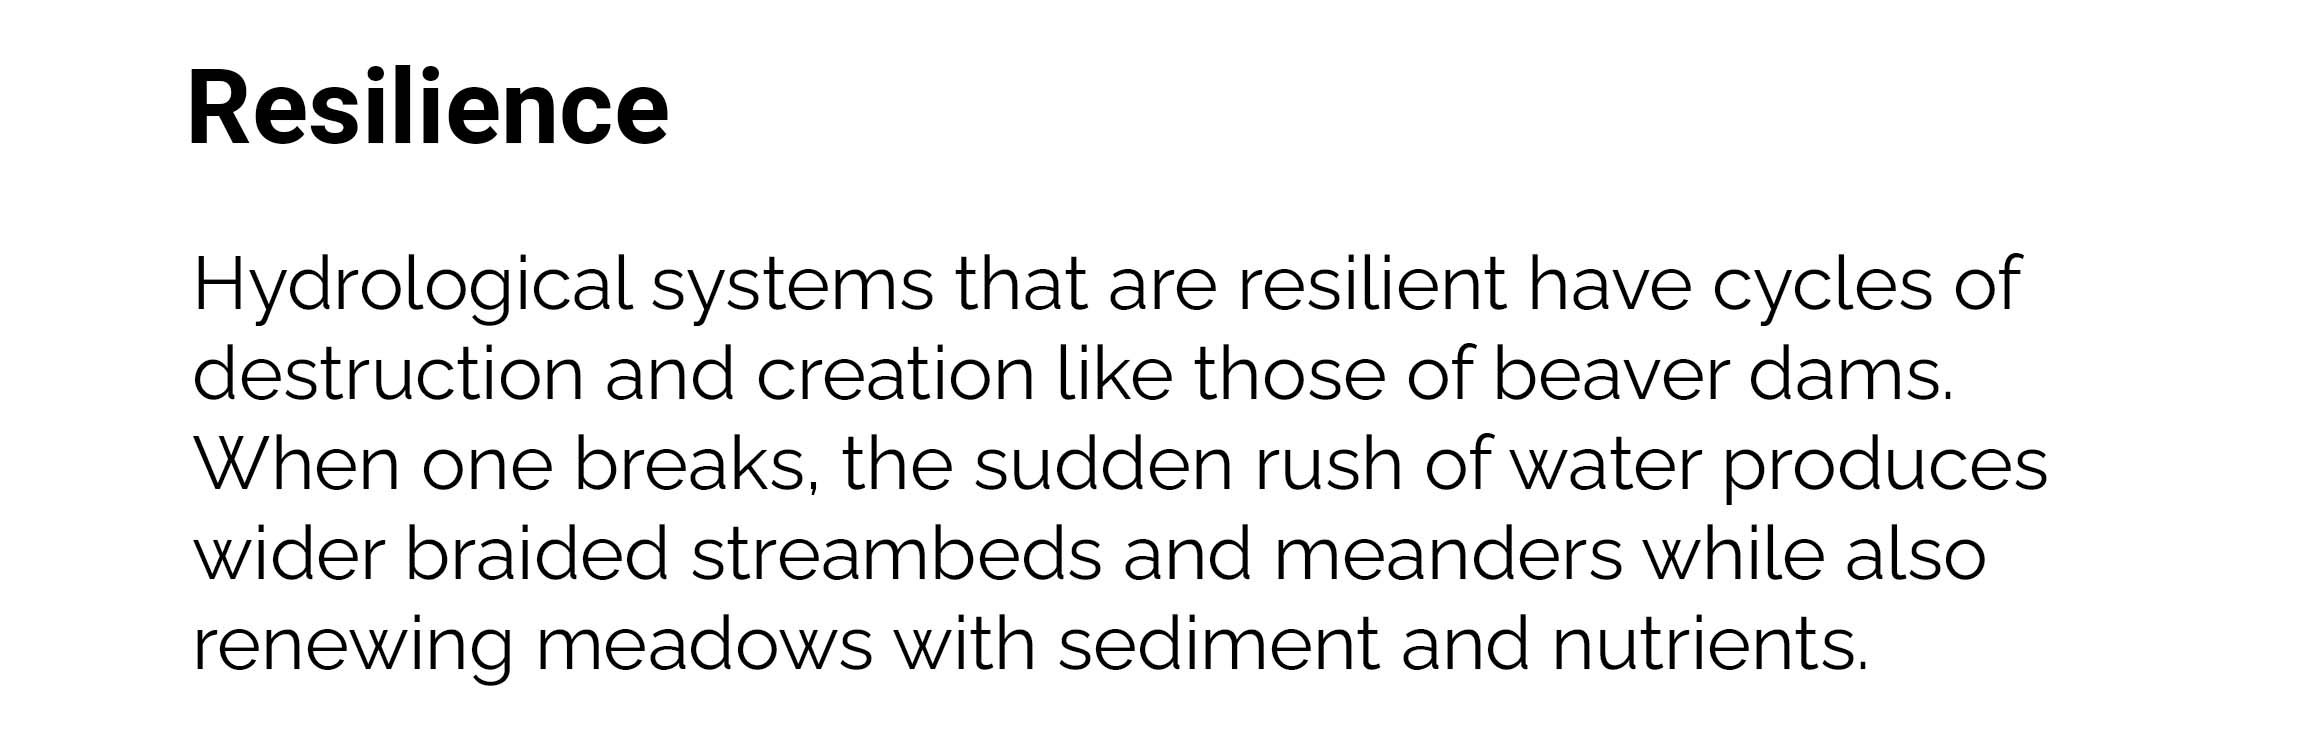 Resilience
Hydrological systems that are resilient have cycles of
destruction and creation like those of beaver dams.
When one breaks, the sudden rush of water produces
wider braided streambeds and meanders while also
renewing meadows with sediment and nutrients.